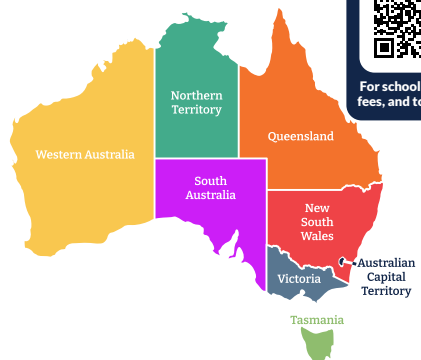 For school
fees, and to
Northern
Territory
Queensland
Western Australia
South
Australia
New
South
Wales
Australian
Capital
Territory
Victoria
Tasmania